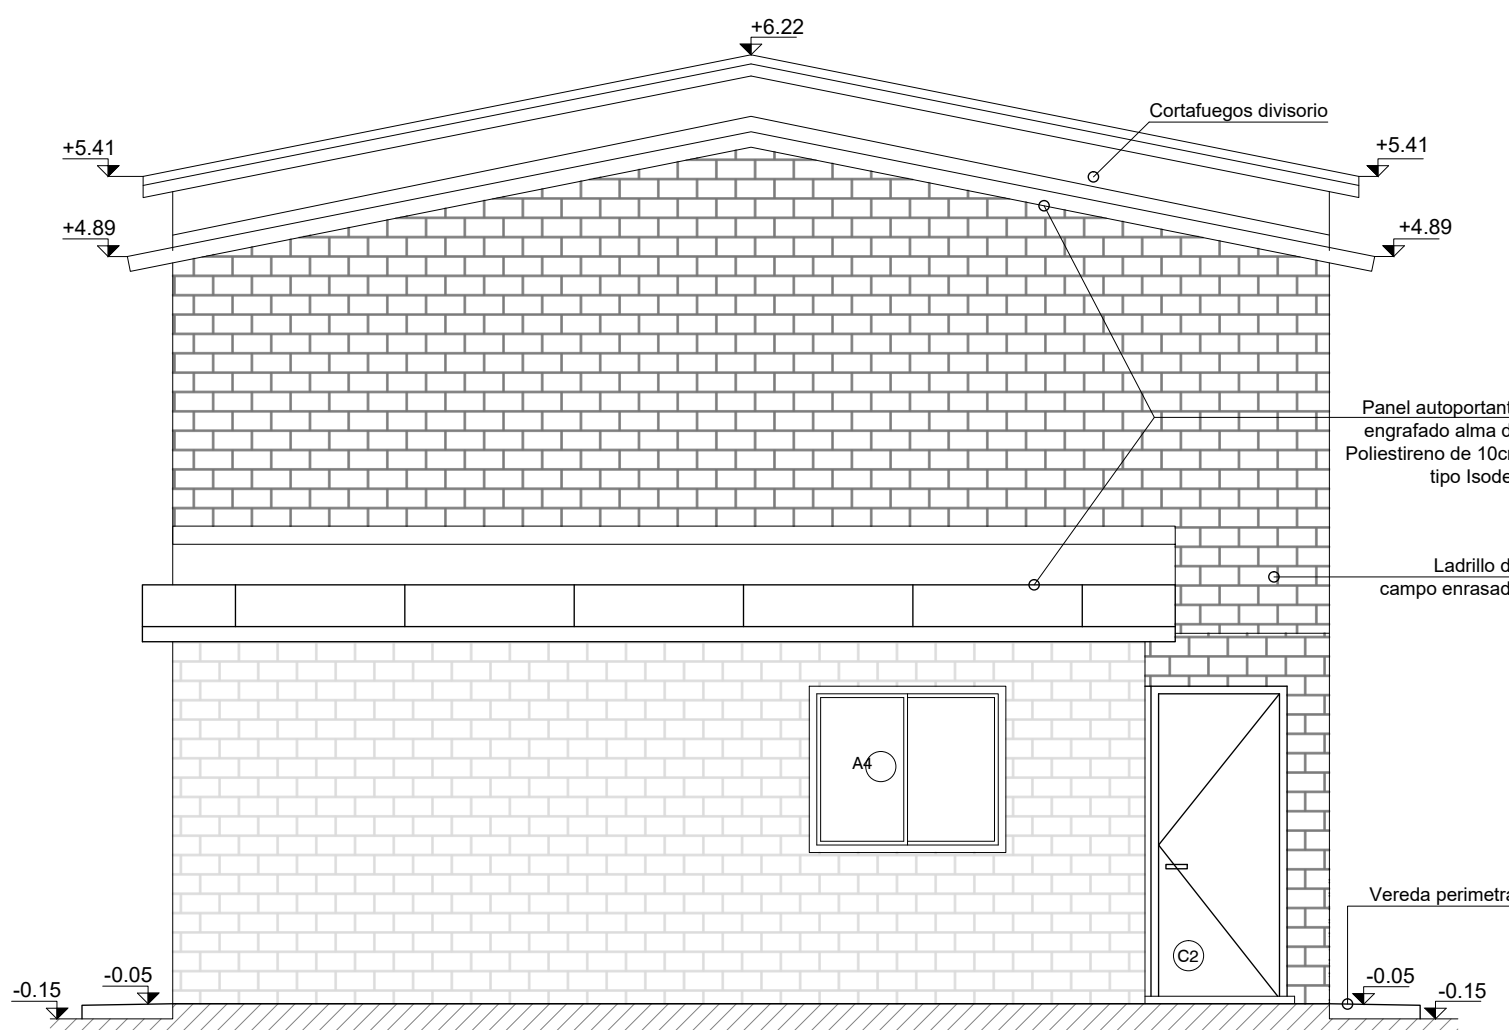 +6.22
Cortafuegos divisorio
+5.41
+5.41
+4.89
+4.89
Panel autoportant
engrafado alma d
Poliestireno de 10c
tipo Isode
Ladrillo d
campo enrasad
A4
Vereda perimetra
C2
-0.05
-0.05
-0.15
-0.15